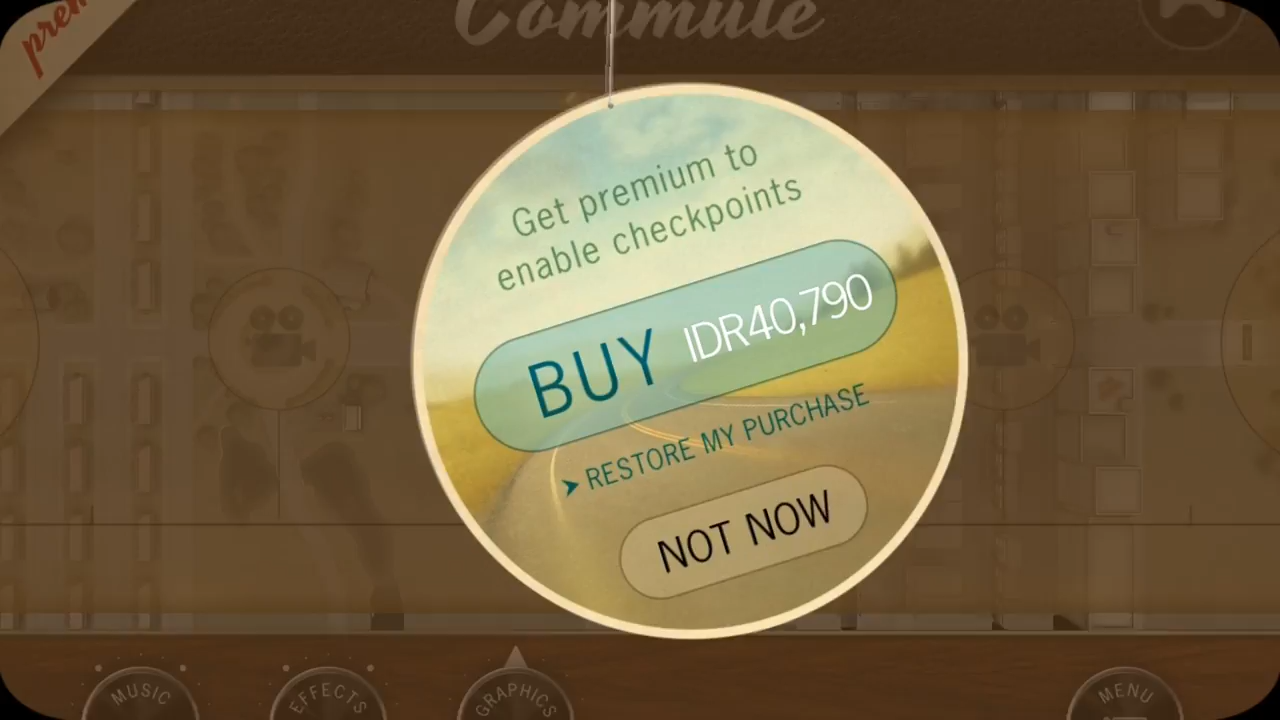 Commute
Get premium to
enable checkpoints
BUY IDR40,790
➤ RESTORE MY PURCHASE
NOT NOW
MUSIC
EFFECTS
GRAPHICS
MENU